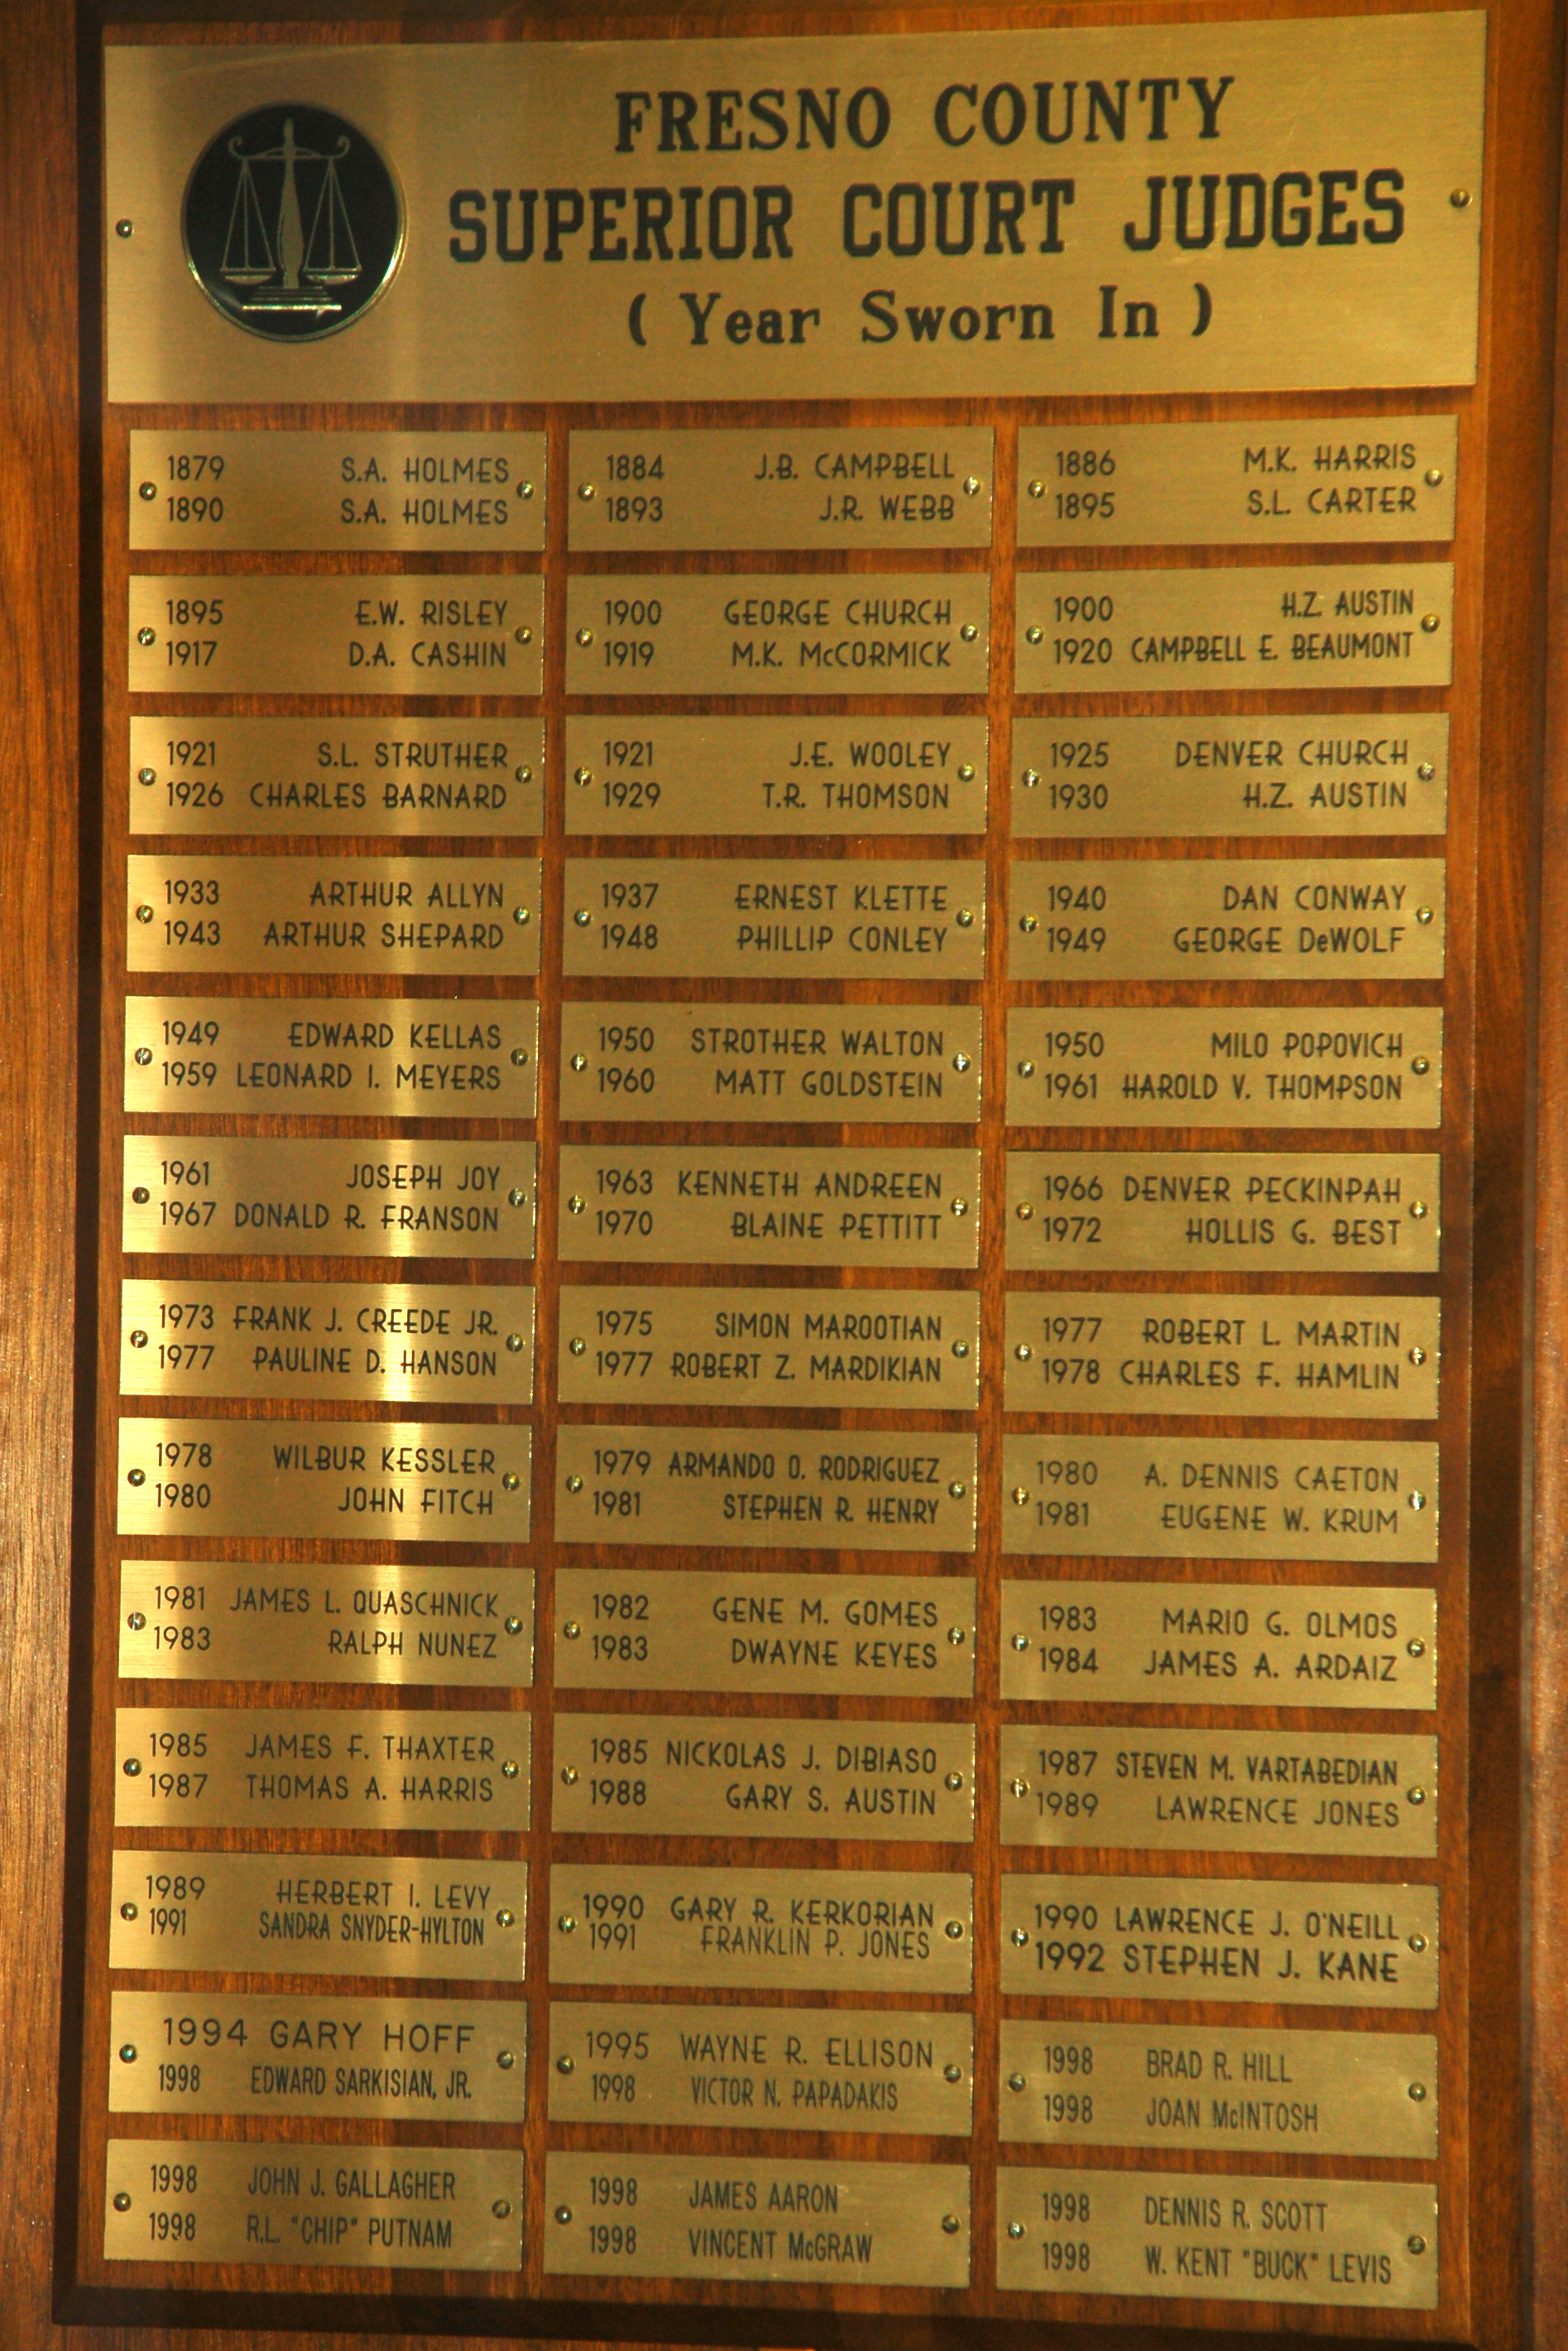 FRESNO COUNTY
SUPERIOR COURT JUDGES
( Year Sworn In )
1879 S.A. HOLMES
1890 S.A. HOLMES
1884 J.B. CAMPBELL
1893 J.R. WEBB
1886 M.K. HARRIS
1895 S.L. CARTER
1895 E.W. RISLEY
1917 D.A. CASHIN
1900 GEORGE CHURCH
1919 M.K. McCORMICK
1900 H.Z. AUSTIN
1920 CAMPBELL E. BEAUMONT
1921 S.L. STRUTHER
1926 CHARLES BARNARD
1921 J.E. WOOLEY
1929 T.R. THOMSON
1925 DENVER CHURCH
1930 H.Z. AUSTIN
1933 ARTHUR ALLYN
1943 ARTHUR SHEPARD
1937 ERNEST KLETTE
1948 PHILLIP CONLEY
1940 DAN CONWAY
1949 GEORGE DeWOLF
1949 EDWARD KELLAS
1959 LEONARD I. MEYERS
1950 STROTHER WALTON
1960 MATT GOLDSTEIN
1950 MILO POPOVICH
1961 HAROLD V. THOMPSON
1961 JOSEPH JOY
1967 DONALD R. FRANSON
1963 KENNETH ANDREEN
1970 BLAINE PETTITT
1966 DENVER PECKINPAH
1972 HOLLIS G. BEST
1973 FRANK J. CREEDE JR.
1977 PAULINE D. HANSON
1975 SIMON MAROOTIAN
1977 ROBERT Z. MARDIKIAN
1977 ROBERT L. MARTIN
1978 CHARLES F. HAMLIN
1978 WILBUR KESSLER
1980 JOHN FITCH
1979 ARMANDO O. RODRIGUEZ
1981 STEPHEN R. HENRY
1980 A. DENNIS CAETON
1981 EUGENE W. KRUM
1981 JAMES L. QUASCHNICK
1983 RALPH NUNEZ
1982 GENE M. GOMES
1983 DWAYNE KEYES
1983 MARIO G. OLMOS
1984 JAMES A. ARDAIZ
1985 JAMES F. THAXTER
1987 THOMAS A. HARRIS
1985 NICKOLAS J. DIBIASO
1988 GARY S. AUSTIN
1987 STEVEN M. VARTABEDIAN
1989 LAWRENCE JONES
1989 HERBERT I. LEVY
1991 SANDRA SNYDER-HYLTON
1990 GARY R. KERKORIAN
1991 FRANKLIN P. JONES
1990 LAWRENCE J. O'NEILL
1992 STEPHEN J. KANE
1994 GARY HOFF
1998 EDWARD SARKISIAN, JR.
1995 WAYNE R. ELLISON
1998 VICTOR N. PAPADAKIS
1998 BRAD R. HILL
1998 JOAN McINTOSH
1998 JOHN J. GALLAGHER
1998 R.L. "CHIP" PUTNAM
1998 JAMES AARON
1998 VINCENT McGRAW
1998 DENNIS R. SCOTT
1998 W. KENT "BUCK" LEVIS